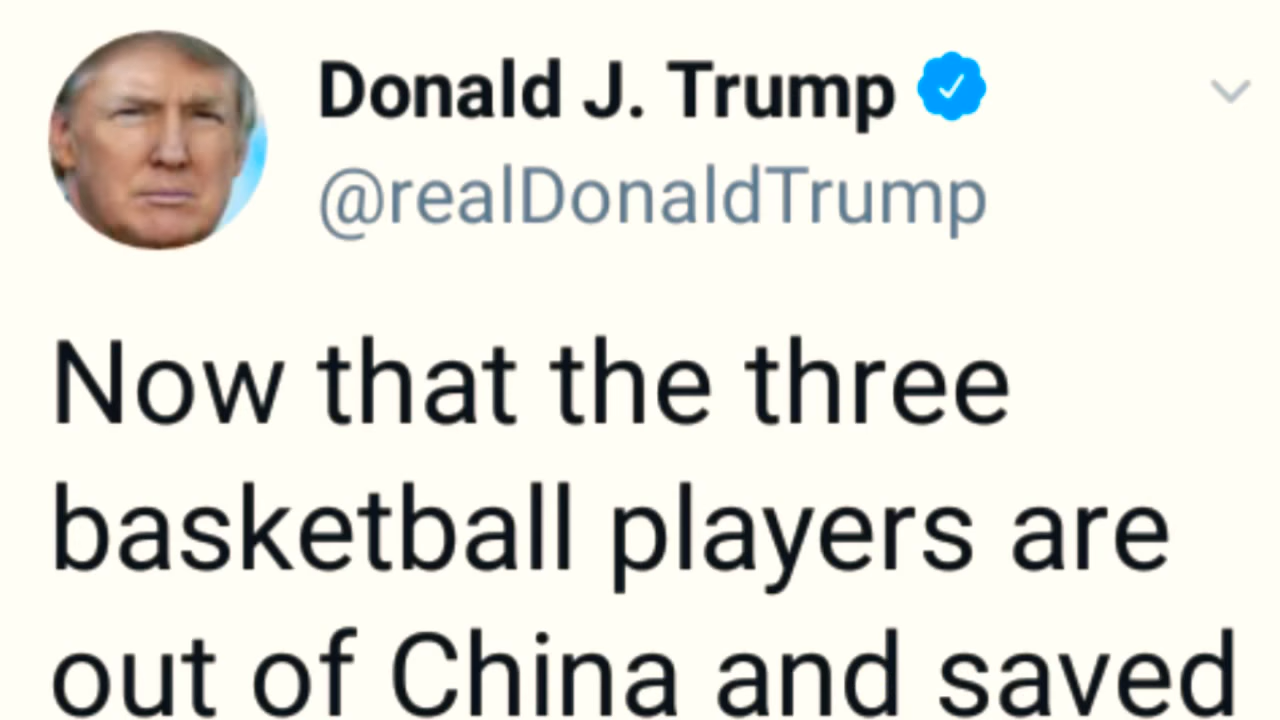 Donald J. Trump
@realDonaldTrump
Now that the three
basketball players are
out of China and saved